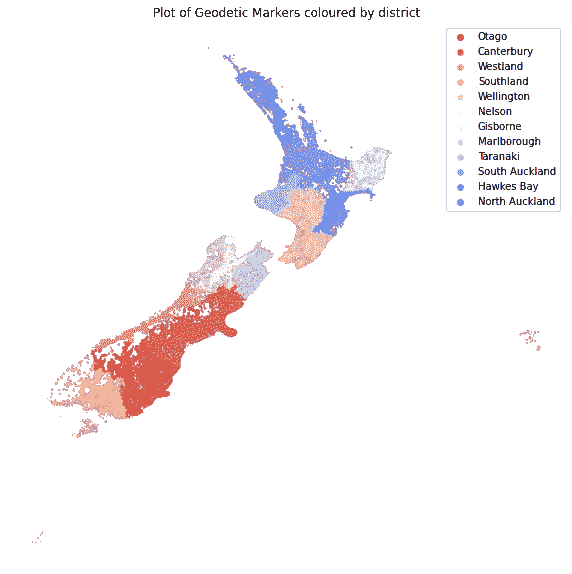 Plot of Geodetic Markers coloured by district
Otago
Canterbury
Westland
Southland
Wellington
Nelson
Gisborne
Marlborough
Taranaki
South Auckland
Hawkes Bay
North Auckland